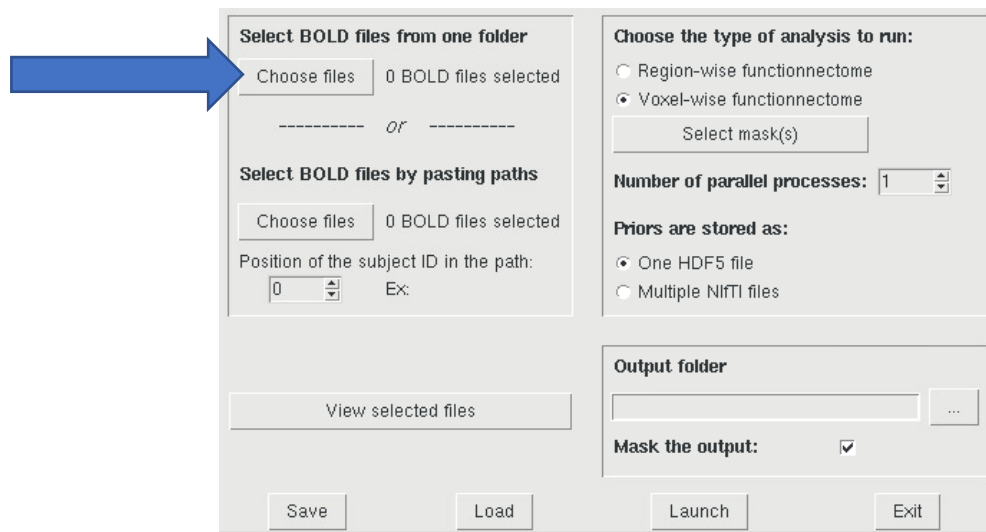 Select BOLD files from one folder
Choose files 0 BOLD files selected
---------- or ----------
Select BOLD files by pasting paths
Choose files 0 BOLD files selected
Position of the subject ID in the path:
0 Ex:
View selected files
Choose the type of analysis to run:
Region-wise functionnectome
Voxel-wise functionnectome
Select mask(s)
Number of parallel processes: 1
Priors are stored as:
One HDF5 file
Multiple NIfTI files
Output folder
...
Mask the output:
Save Load Launch Exit